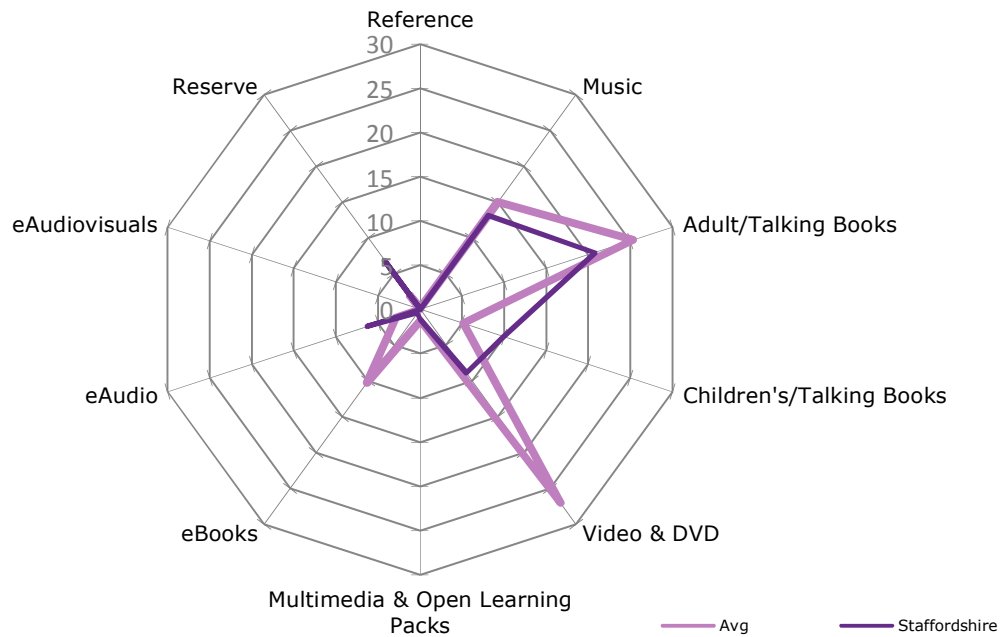 Reference
30
Reserve
25
Music
20
15
eAudiovisuals
10
Adult/Talking Books
5
0
eAudio
Children's/Talking Books
eBooks
Video & DVD
Multimedia & Open Learning
Packs
Avg
Staffordshire